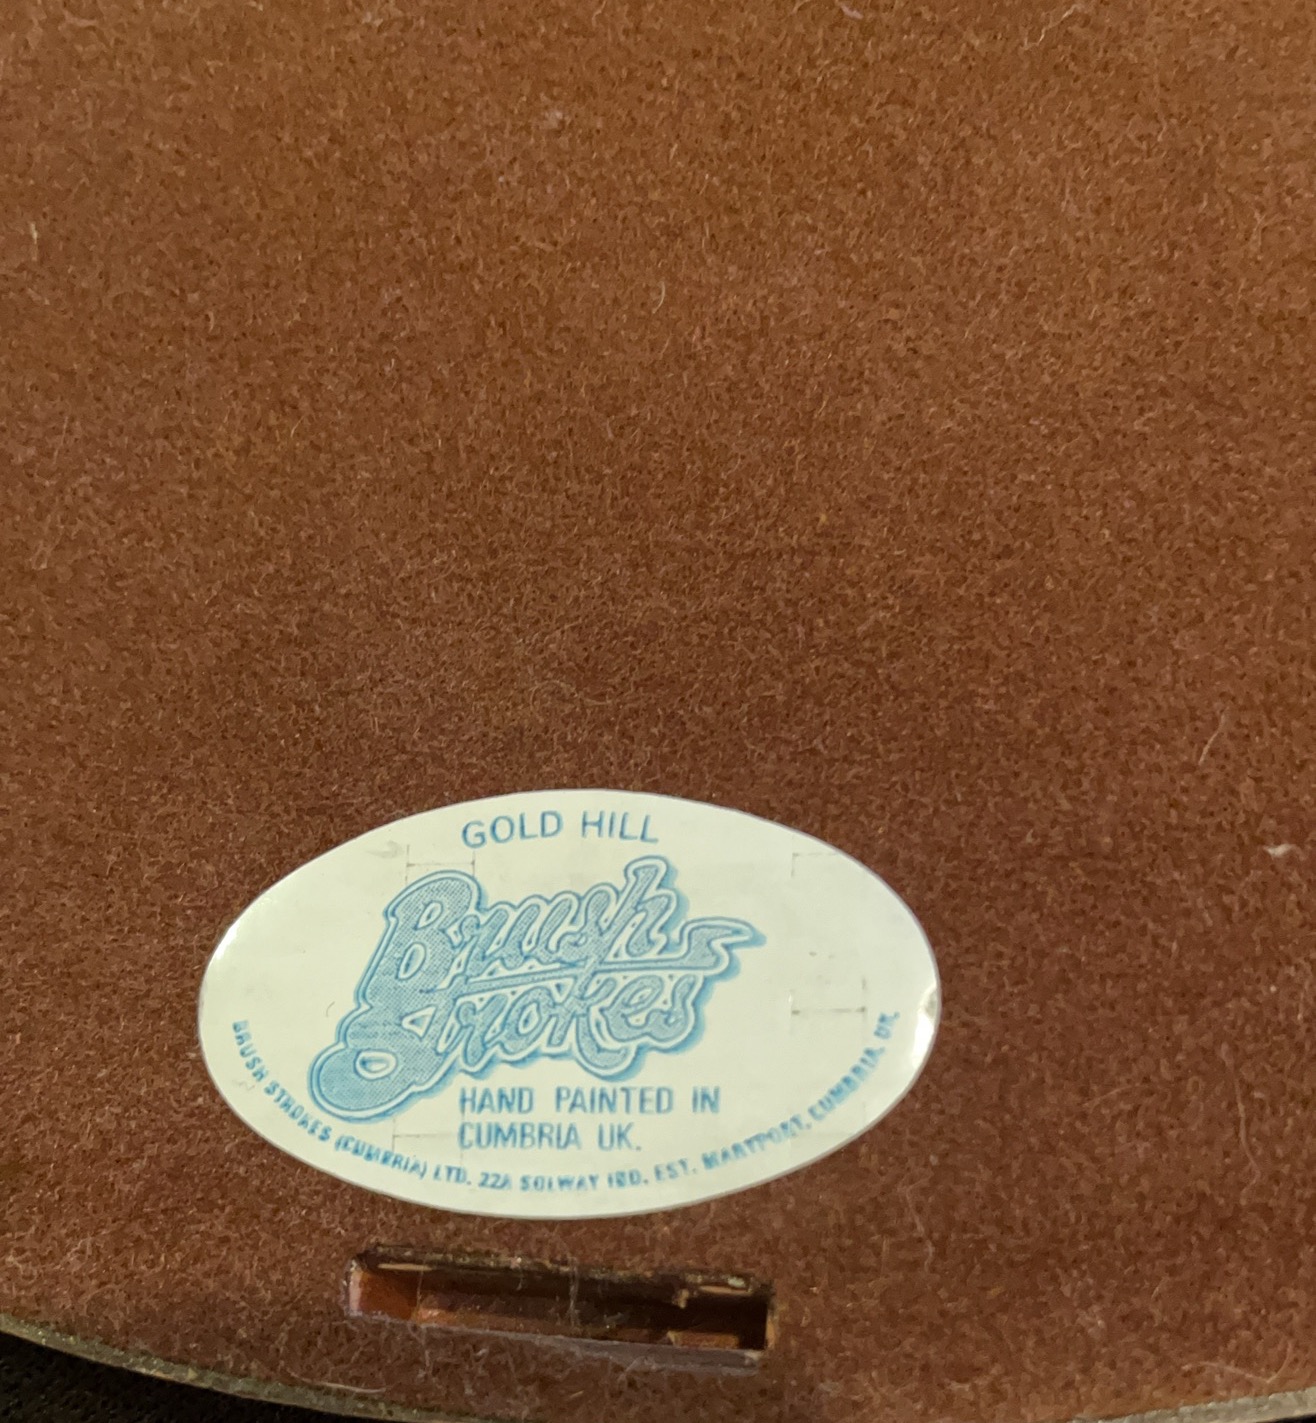 GOLD HILL
Brush
Strokes
HAND PAINTED IN
CUMBRIA UK.
BRUSH STROKES (CUMBRIA) LTD. 22A SOLWAY IND. EST. MARYPORT, CUMBRIA, UK.